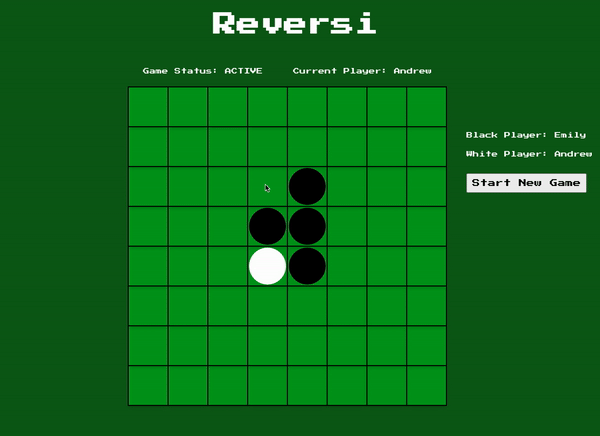 Reversi
Game Status: ACTIVE
Current Player: Andrew
Black Player: Emily
White Player: Andrew
Start New Game